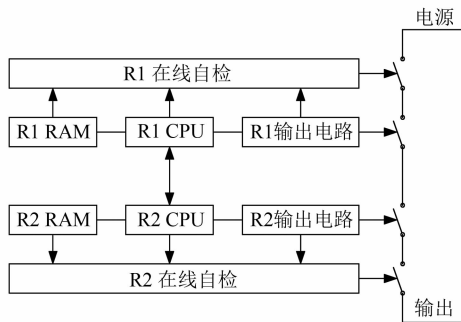 电源
R1 在线自检
R1 RAM
R1 CPU
R1输出电路
R2 RAM
R2 CPU
R2输出电路
R2 在线自检
输出